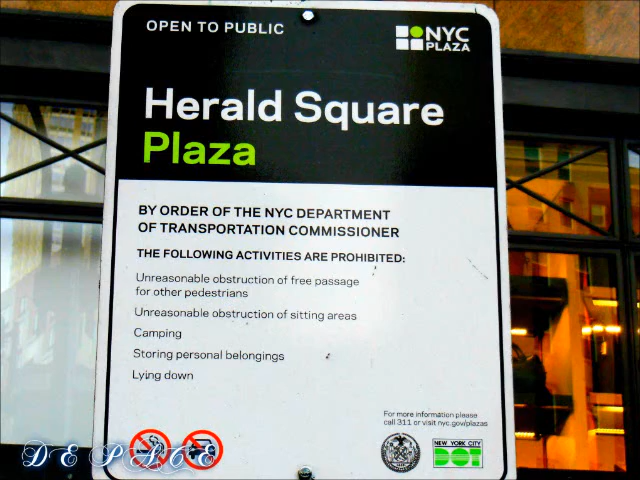 OPEN TO PUBLIC
NYC
PLAZA
Herald Square
Plaza
BY ORDER OF THE NYC DEPARTMENT
OF TRANSPORTATION COMMISSIONER
THE FOLLOWING ACTIVITIES ARE PROHIBITED:
Unreasonable obstruction of free passage
for other pedestrians
Unreasonable obstruction of sitting areas
Camping
Storing personal belongings
Lying down
For more information please
call 311 or visit nyc.gov/plazas
NEW YORK CITY
DOT
DE PACE